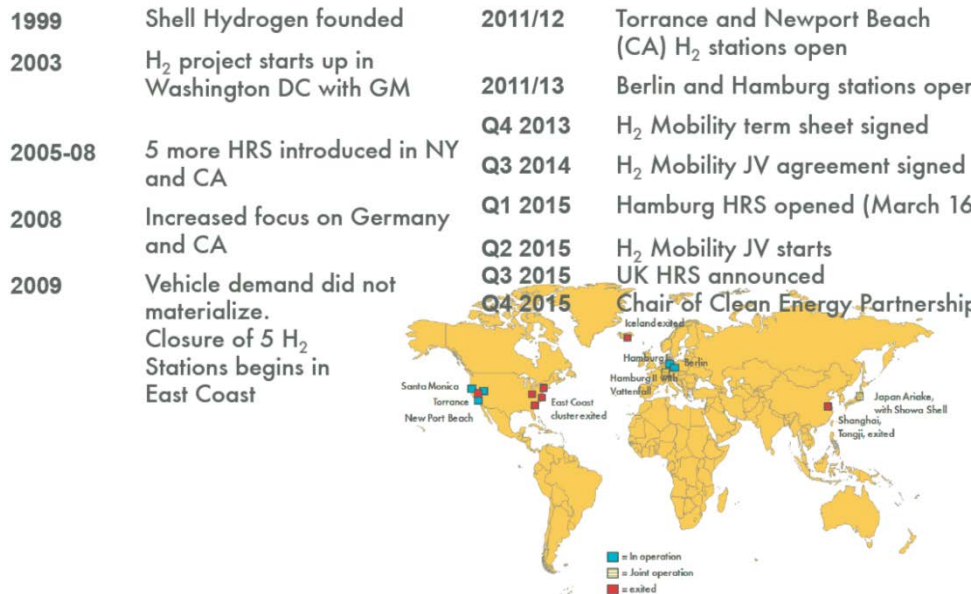 1999 Shell Hydrogen founded
2003 H₂ project starts up in
Washington DC with GM
2005-08 5 more HRS introduced in NY
and CA
2008 Increased focus on Germany
and CA
2009 Vehicle demand did not
materialize.
Closure of 5 H₂
Stations begins in
East Coast
2011/12 Torrance and Newport Beach
(CA) H₂ stations open
2011/13 Berlin and Hamburg stations open
Q4 2013 H₂ Mobility term sheet signed
Q3 2014 H₂ Mobility JV agreement signed
Q1 2015 Hamburg HRS opened (March 16
Q2 2015 H₂ Mobility JV starts
Q3 2015 UK HRS announced
Q4 2015 Chair of Clean Energy Partnership
Iceland exited
Hamburg I
Berlin
Hamburg II with
Vattenfall
Santa Monica
Torrance
New Port Beach
East Coast
cluster exited
Japan Ariake,
with Showa Shell
Shanghai,
Tongji, exited
= In operation
= Joint operation
= exited